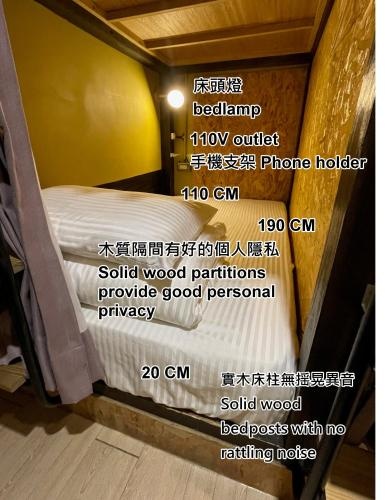 床頭燈
bedlamp
110V outlet
手機支架 Phone holder
110 CM
190 CM
木質隔間有好的個人隱私
Solid wood partitions
provide good personal
privacy
20 CM
實木床柱無搖晃異音
Solid wood
bedposts with no
rattling noise